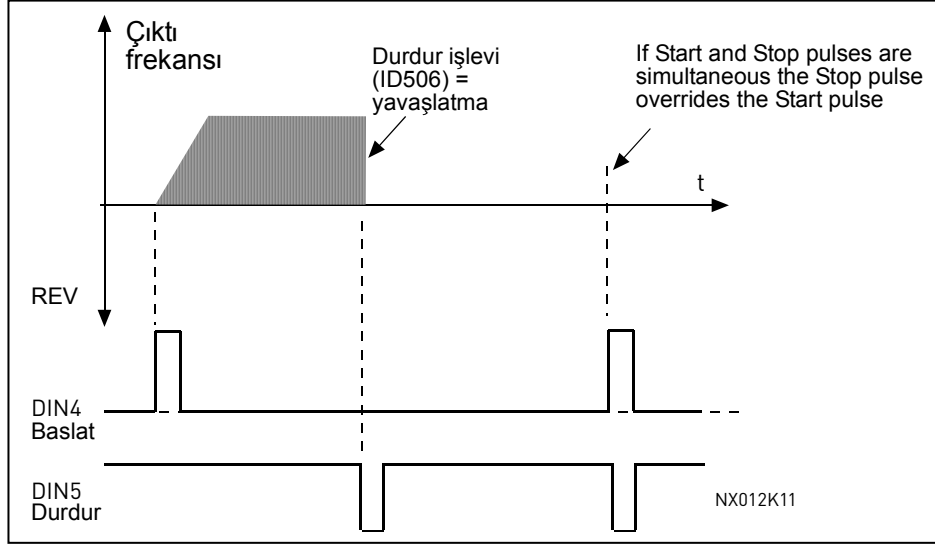 Çıktı
frekansı
Durdur işlevi
(ID506) =
yavaşlatma
If Start and Stop pulses are
simultaneous the Stop pulse
overrides the Start pulse
t
REV
DIN4
Baslat
DIN5
Durdur
NX012K11